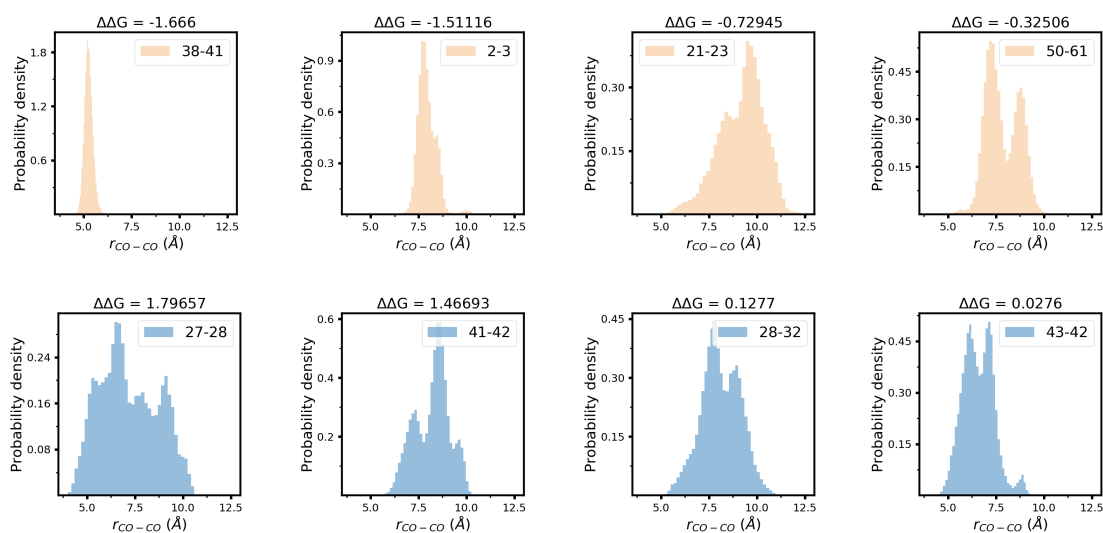 ΔΔG = -1.666
38-41
Probability density
1.8
1.2
0.6
5.0 7.5 10.0 12.5
r_CO−CO (Å)
ΔΔG = -1.51116
2-3
Probability density
0.9
0.6
0.3
5.0 7.5 10.0 12.5
r_CO−CO (Å)
ΔΔG = -0.72945
21-23
Probability density
0.30
0.15
5.0 7.5 10.0 12.5
r_CO−CO (Å)
ΔΔG = -0.32506
50-61
Probability density
0.45
0.30
0.15
5.0 7.5 10.0 12.5
r_CO−CO (Å)
ΔΔG = 1.79657
27-28
Probability density
0.24
0.16
0.08
5.0 7.5 10.0 12.5
r_CO−CO (Å)
ΔΔG = 1.46693
41-42
Probability density
0.6
0.4
0.2
5.0 7.5 10.0 12.5
r_CO−CO (Å)
ΔΔG = 0.1277
28-32
Probability density
0.45
0.30
0.15
5.0 7.5 10.0 12.5
r_CO−CO (Å)
ΔΔG = 0.0276
43-42
Probability density
0.45
0.30
0.15
5.0 7.5 10.0 12.5
r_CO−CO (Å)